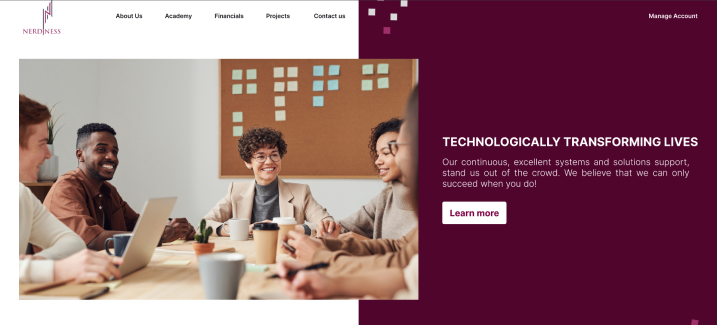 NERDINESS
About Us
Academy
Financials
Projects
Contact us
Manage Account
TECHNOLOGICALLY TRANSFORMING LIVES
Our continuous, excellent systems and solutions support,
stand us out of the crowd. We believe that we can only
succeed when you do!
Learn more